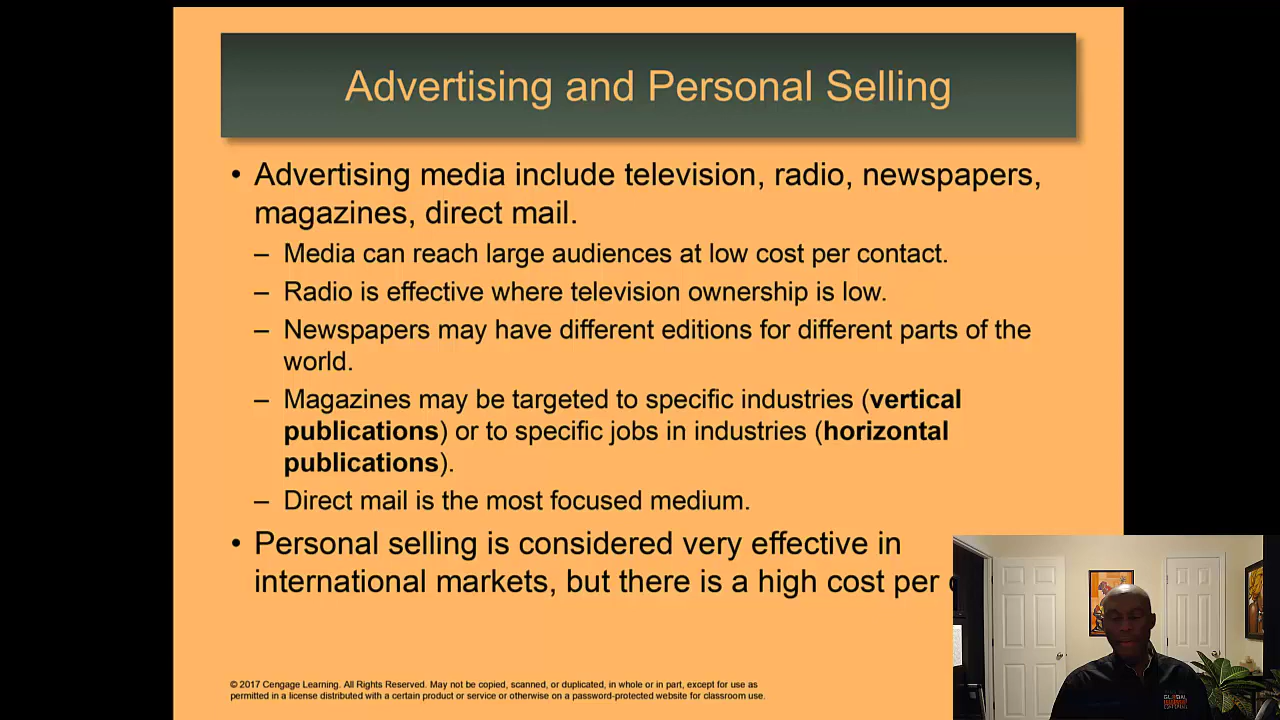 Advertising and Personal Selling
• Advertising media include television, radio, newspapers,
magazines, direct mail.
– Media can reach large audiences at low cost per contact.
– Radio is effective where television ownership is low.
– Newspapers may have different editions for different parts of the
world.
– Magazines may be targeted to specific industries (vertical
publications) or to specific jobs in industries (horizontal
publications).
– Direct mail is the most focused medium.
• Personal selling is considered very effective in
international markets, but there is a high cost per
© 2017 Cengage Learning. All Rights Reserved. May not be copied, scanned, or duplicated, in whole or in part, except for use as
permitted in a license distributed with a certain product or service or otherwise on a password-protected website for classroom use.